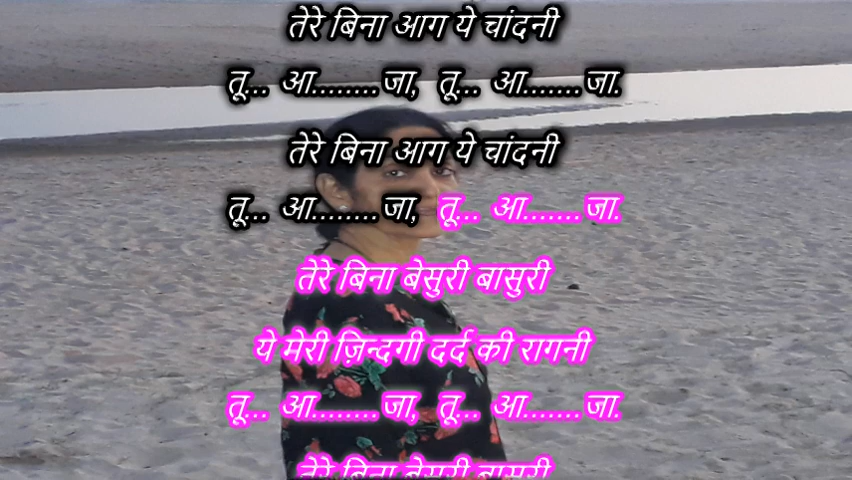 तेरे बिना आग ये चांदनी
तू... आ........जा, तू... आ.......जा.
तेरे बिना आग ये चांदनी
तू... आ........जा, तू... आ.......जा.
तेरे बिना बेसुरी बासुरी
ये मेरी ज़िन्दगी दर्द की रागनी
तू... आ........जा, तू... आ.......जा.
तेरे बिना बेसुरी बासुरी